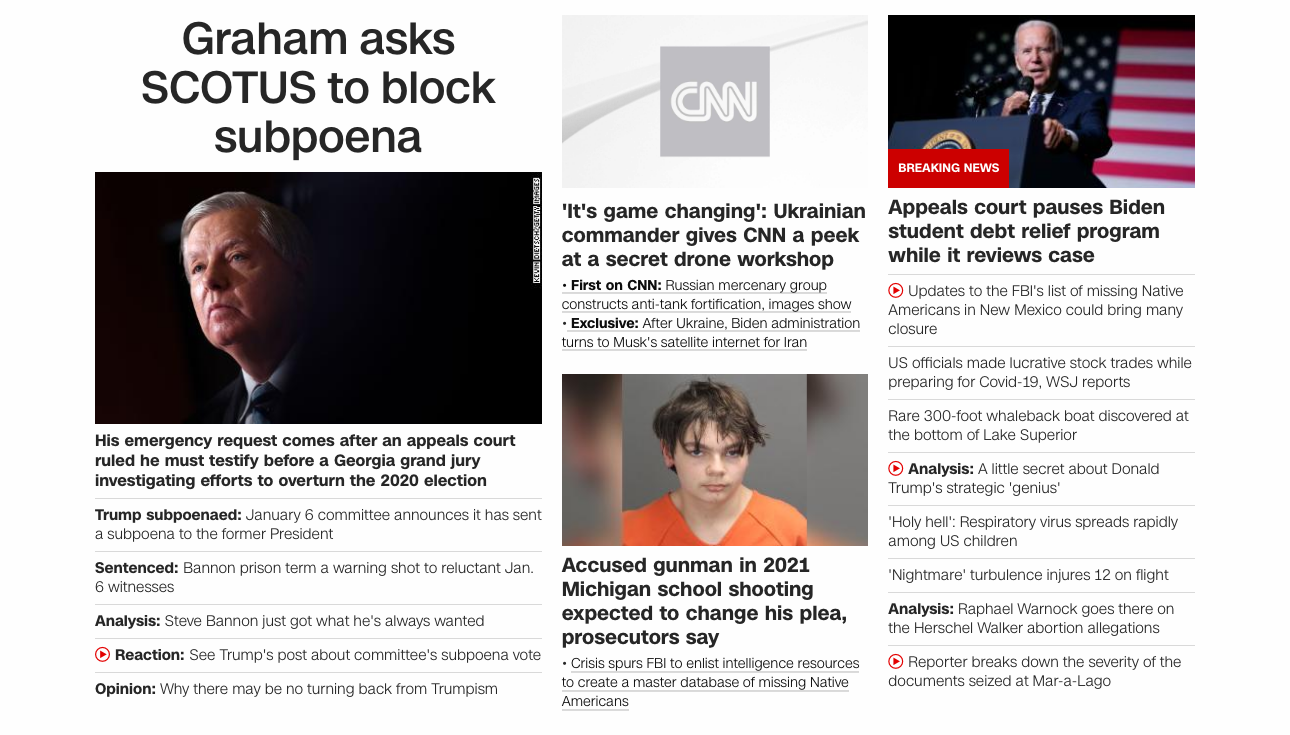 Graham asks
SCOTUS to block
subpoena
KEVIN DIETSCH/GETTY IMAGES
His emergency request comes after an appeals court
ruled he must testify before a Georgia grand jury
investigating efforts to overturn the 2020 election
Trump subpoenaed: January 6 committee announces it has sent
a subpoena to the former President
Sentenced: Bannon prison term a warning shot to reluctant Jan.
6 witnesses
Analysis: Steve Bannon just got what he's always wanted
Reaction: See Trump's post about committee's subpoena vote
Opinion: Why there may be no turning back from Trumpism
CNN
'It's game changing': Ukrainian
commander gives CNN a peek
at a secret drone workshop
• First on CNN: Russian mercenary group
constructs anti-tank fortification, images show
• Exclusive: After Ukraine, Biden administration
turns to Musk's satellite internet for Iran
Accused gunman in 2021
Michigan school shooting
expected to change his plea,
prosecutors say
• Crisis spurs FBI to enlist intelligence resources
to create a master database of missing Native
Americans
BREAKING NEWS
Appeals court pauses Biden
student debt relief program
while it reviews case
Updates to the FBI's list of missing Native
Americans in New Mexico could bring many
closure
US officials made lucrative stock trades while
preparing for Covid-19, WSJ reports
Rare 300-foot whaleback boat discovered at
the bottom of Lake Superior
Analysis: A little secret about Donald
Trump's strategic 'genius'
'Holy hell': Respiratory virus spreads rapidly
among US children
'Nightmare' turbulence injures 12 on flight
Analysis: Raphael Warnock goes there on
the Herschel Walker abortion allegations
Reporter breaks down the severity of the
documents seized at Mar-a-Lago